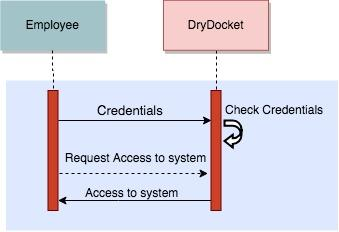 Employee
DryDocket
Credentials
Check Credentials
Request Access to system
Access to system